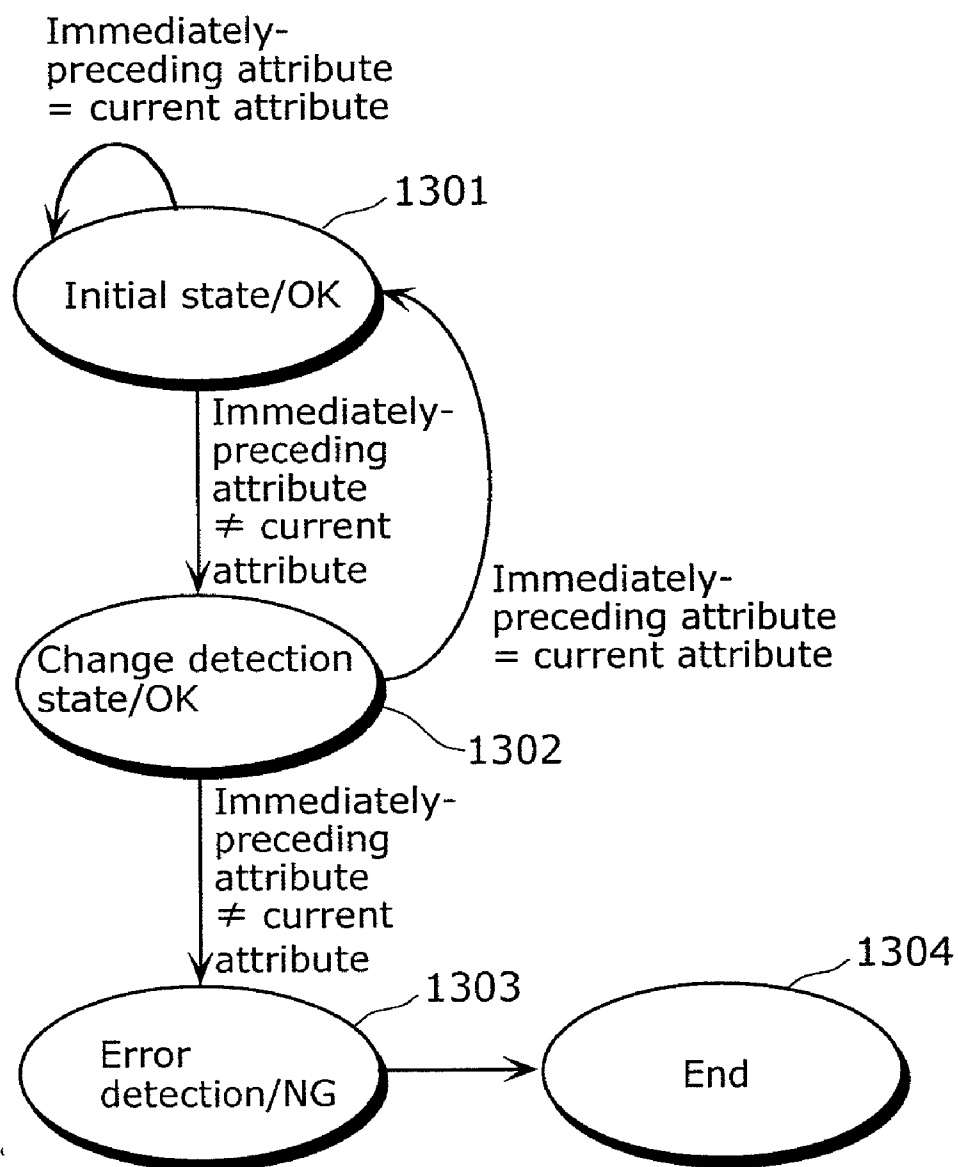 Immediately-
preceding attribute
= current attribute
1301
Initial state/OK
Immediately-
preceding
attribute
≠ current
attribute
Immediately-
preceding attribute
= current attribute
Change detection
state/OK
1302
Immediately-
preceding
attribute
≠ current
attribute
1303
1304
Error
detection/NG
End